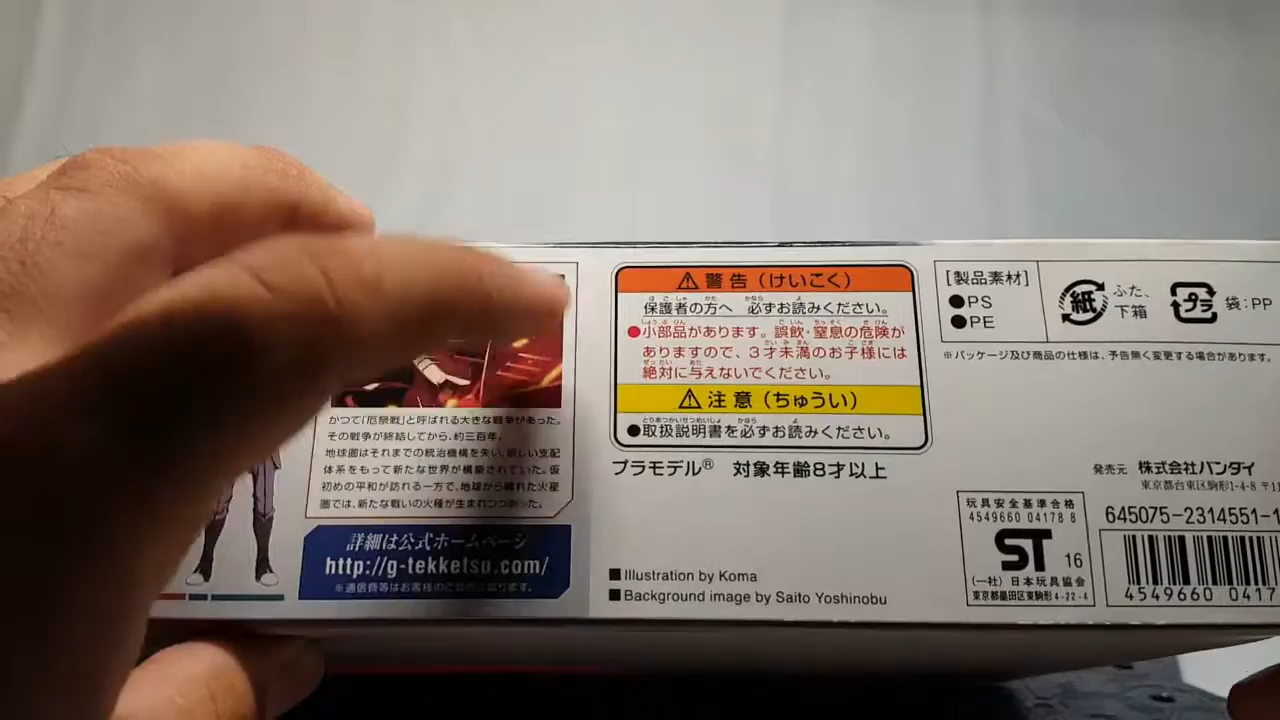 かつて「厄祭戦」と呼ばれる大きな戦争があった。
その戦争が終結してから、約三百年。
地球圏はそれまでの統治機構を失い、新しい支配
体系をもって新たな世界が構築されていた。仮
初めの平和が訪れる一方で、地球から離れた火星
圏では、新たな戦いの火種が生まれつつあった。
詳細は公式ホームページ
http://g-tekketsu.com/
※通信費等はお客様のご負担になります。
⚠警告(けいこく)
保護者の方へ 必ずお読みください。
●小部品があります。誤飲・窒息の危険が
ありますので、3才未満のお子様には
絶対に与えないでください。
⚠注意(ちゅうい)
●取扱説明書を必ずお読みください。
プラモデル® 対象年齢8才以上
■Illustration by Koma
■Background image by Saito Yoshinobu
[製品素材]
●PS
●PE
紙
ふた、
下箱
プラ
袋:PP
※パッケージ及び商品の仕様は、予告無く変更する場合があります。
発売元 株式会社バンダイ
東京都台東区駒形1-4-8 〒11
玩具安全基準合格
4549660 04178 8
ST 16
(一社)日本玩具協会
東京都墨田区東駒形4-22-4
645075-2314551-1
4549660 0417